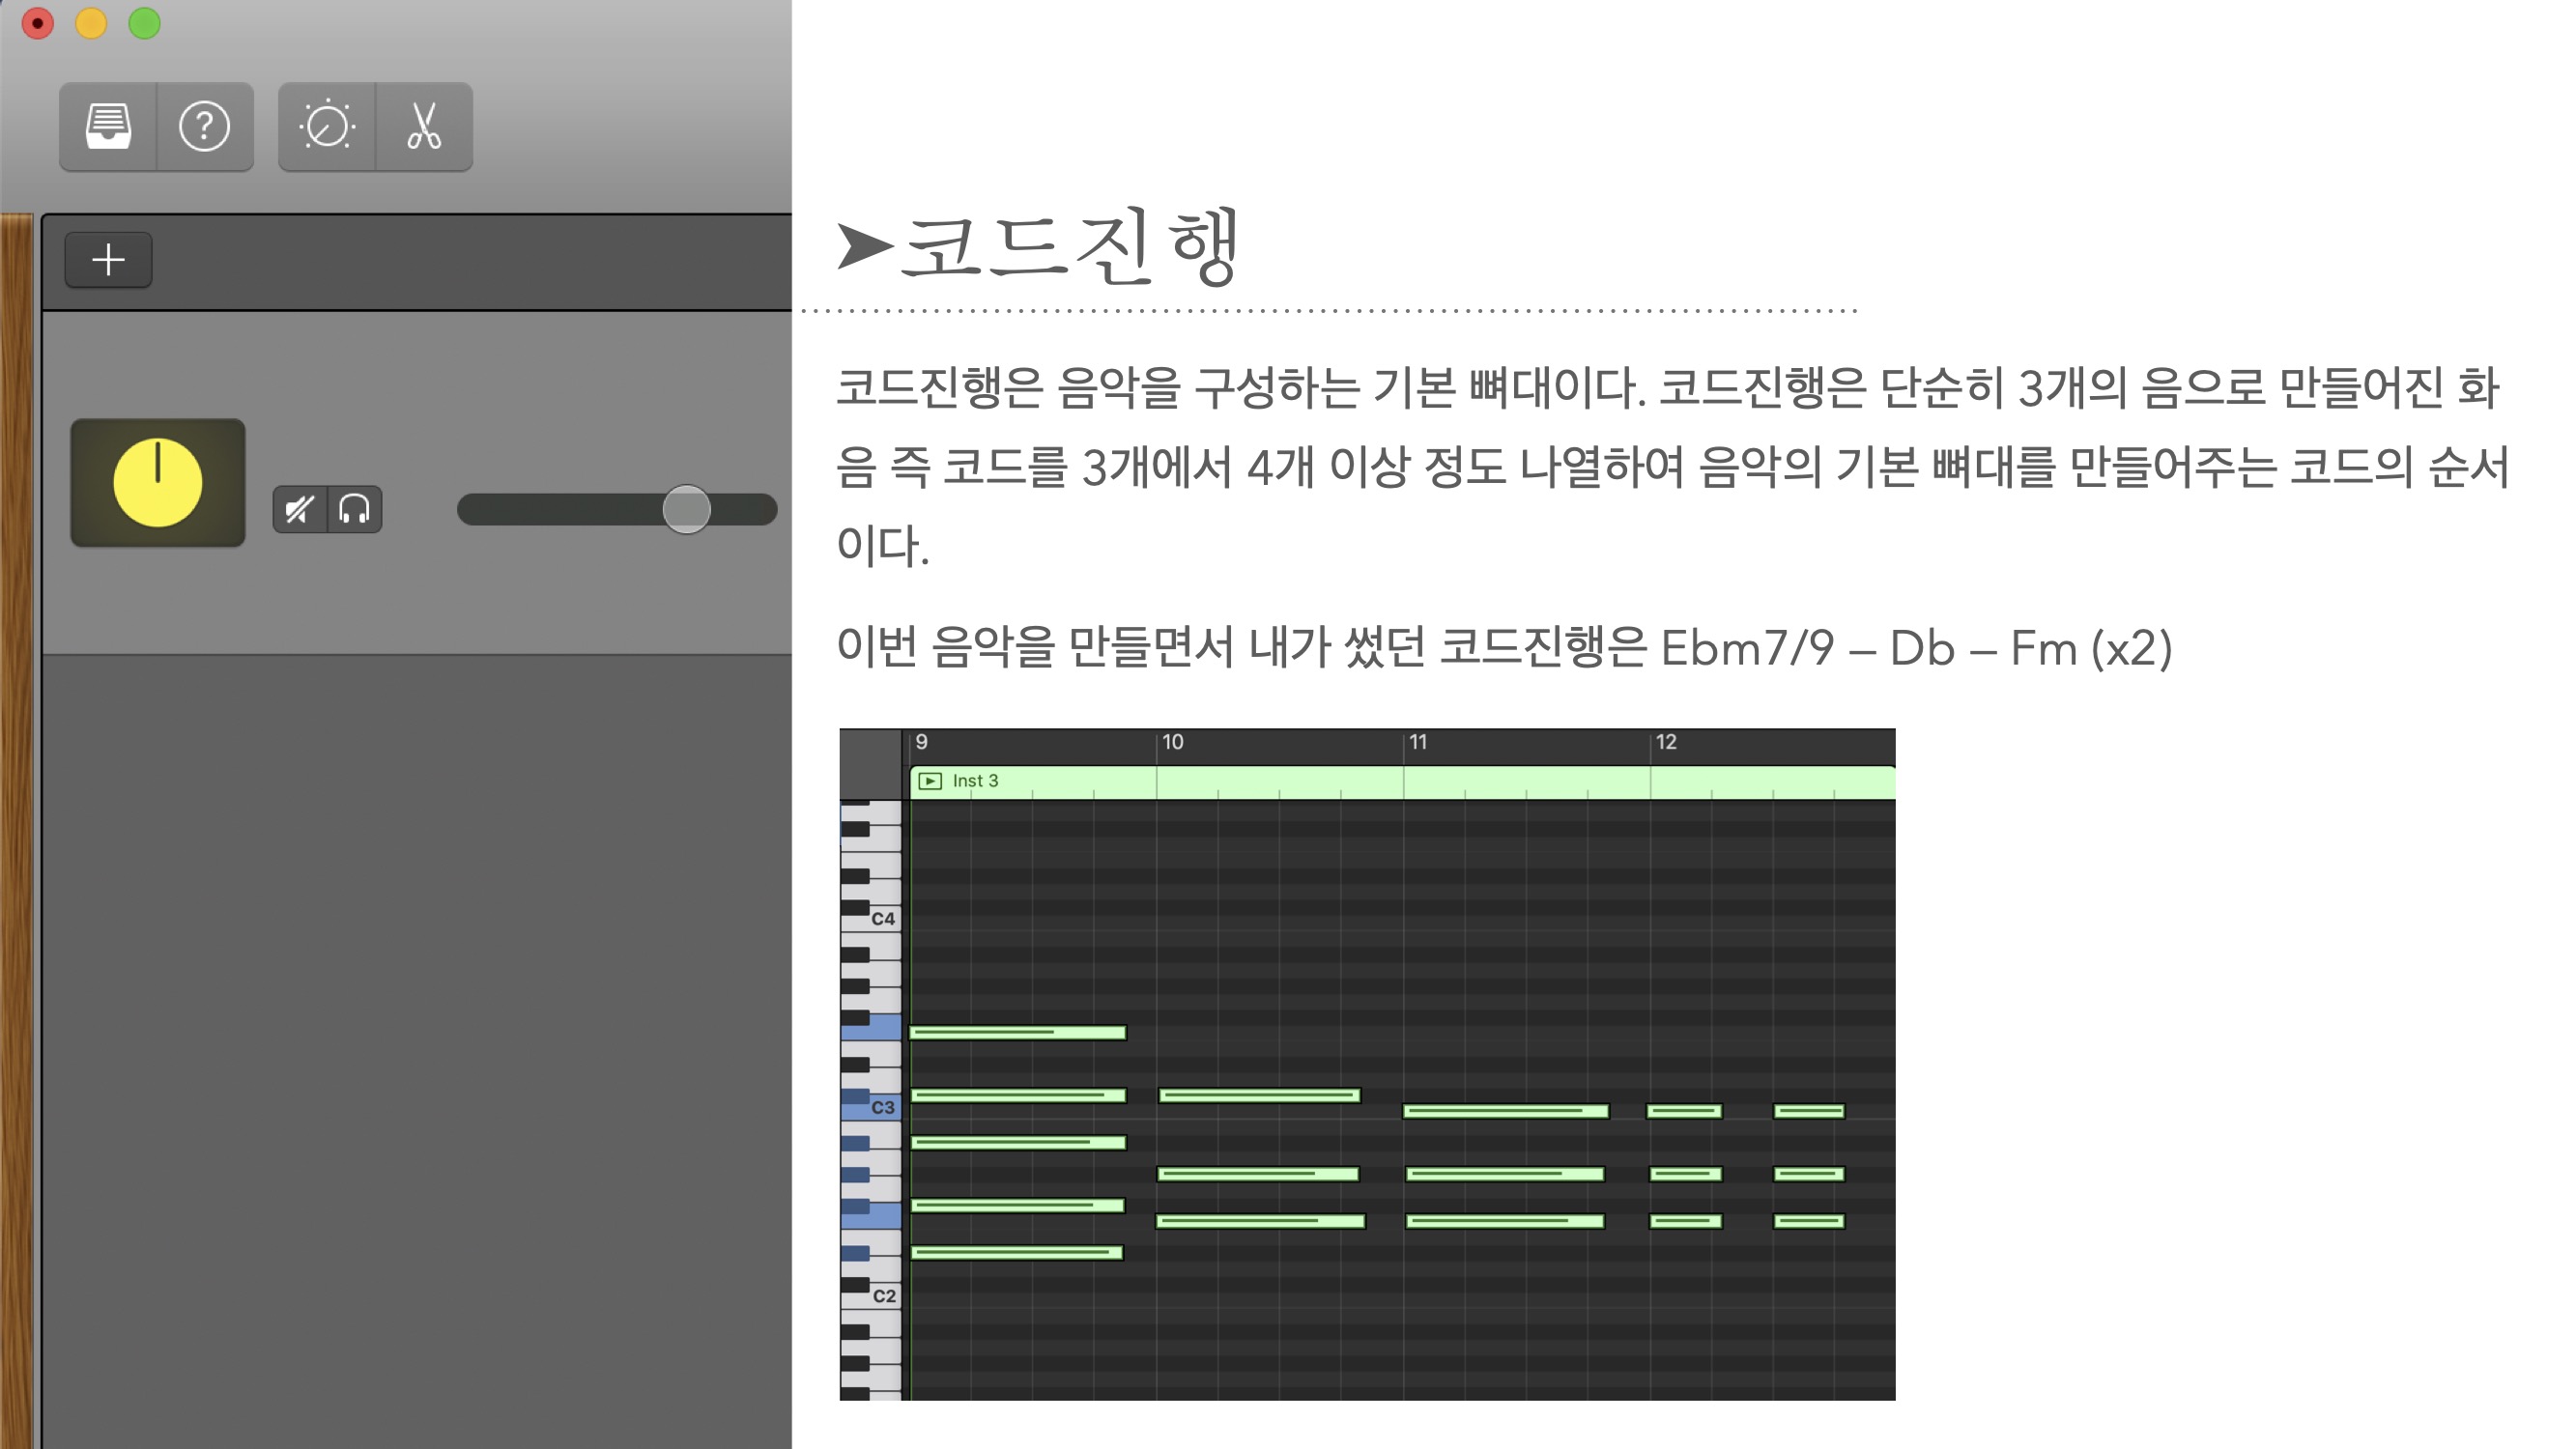 ➤코드진행
코드진행은 음악을 구성하는 기본 뼈대이다. 코드진행은 단순히 3개의 음으로 만들어진 화
음 즉 코드를 3개에서 4개 이상 정도 나열하여 음악의 기본 뼈대를 만들어주는 코드의 순서
이다.
이번 음악을 만들면서 내가 썼던 코드진행은 Ebm7/9 – Db – Fm (x2)
9 10 11 12
Inst 3
C4
C3
C2